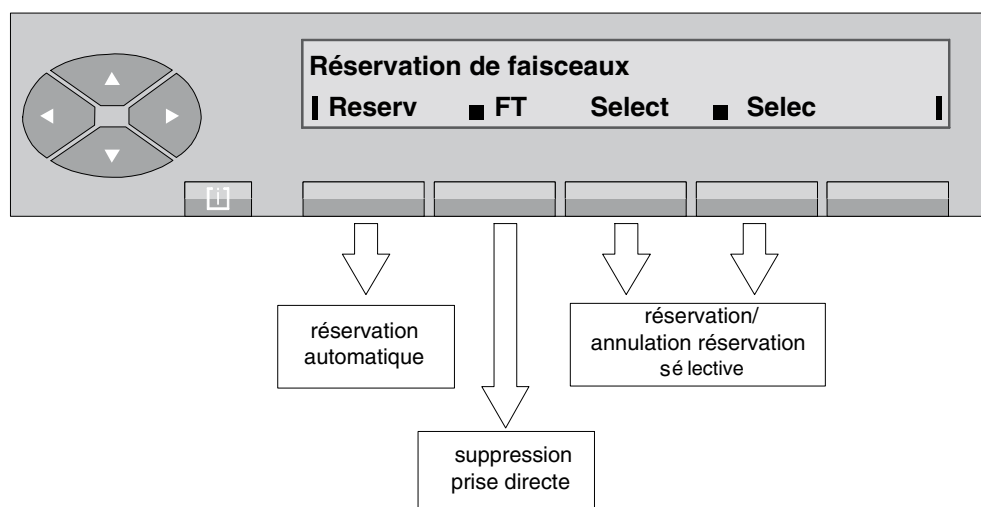 Réservation de faisceaux
Reserv FT Select Selec
[i]
réservation
automatique
réservation/
annulation réservation
sé lective
suppression
prise directe